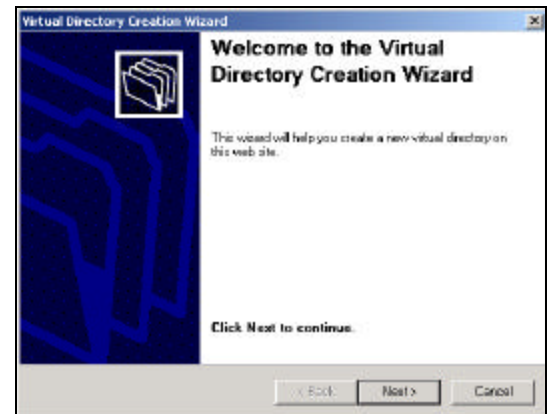 Virtual Directory Creation Wizard
Welcome to the Virtual
Directory Creation Wizard
This wizard will help you create a new virtual directory on
this web site.
Click Next to continue.
< Back
Next >
Cancel